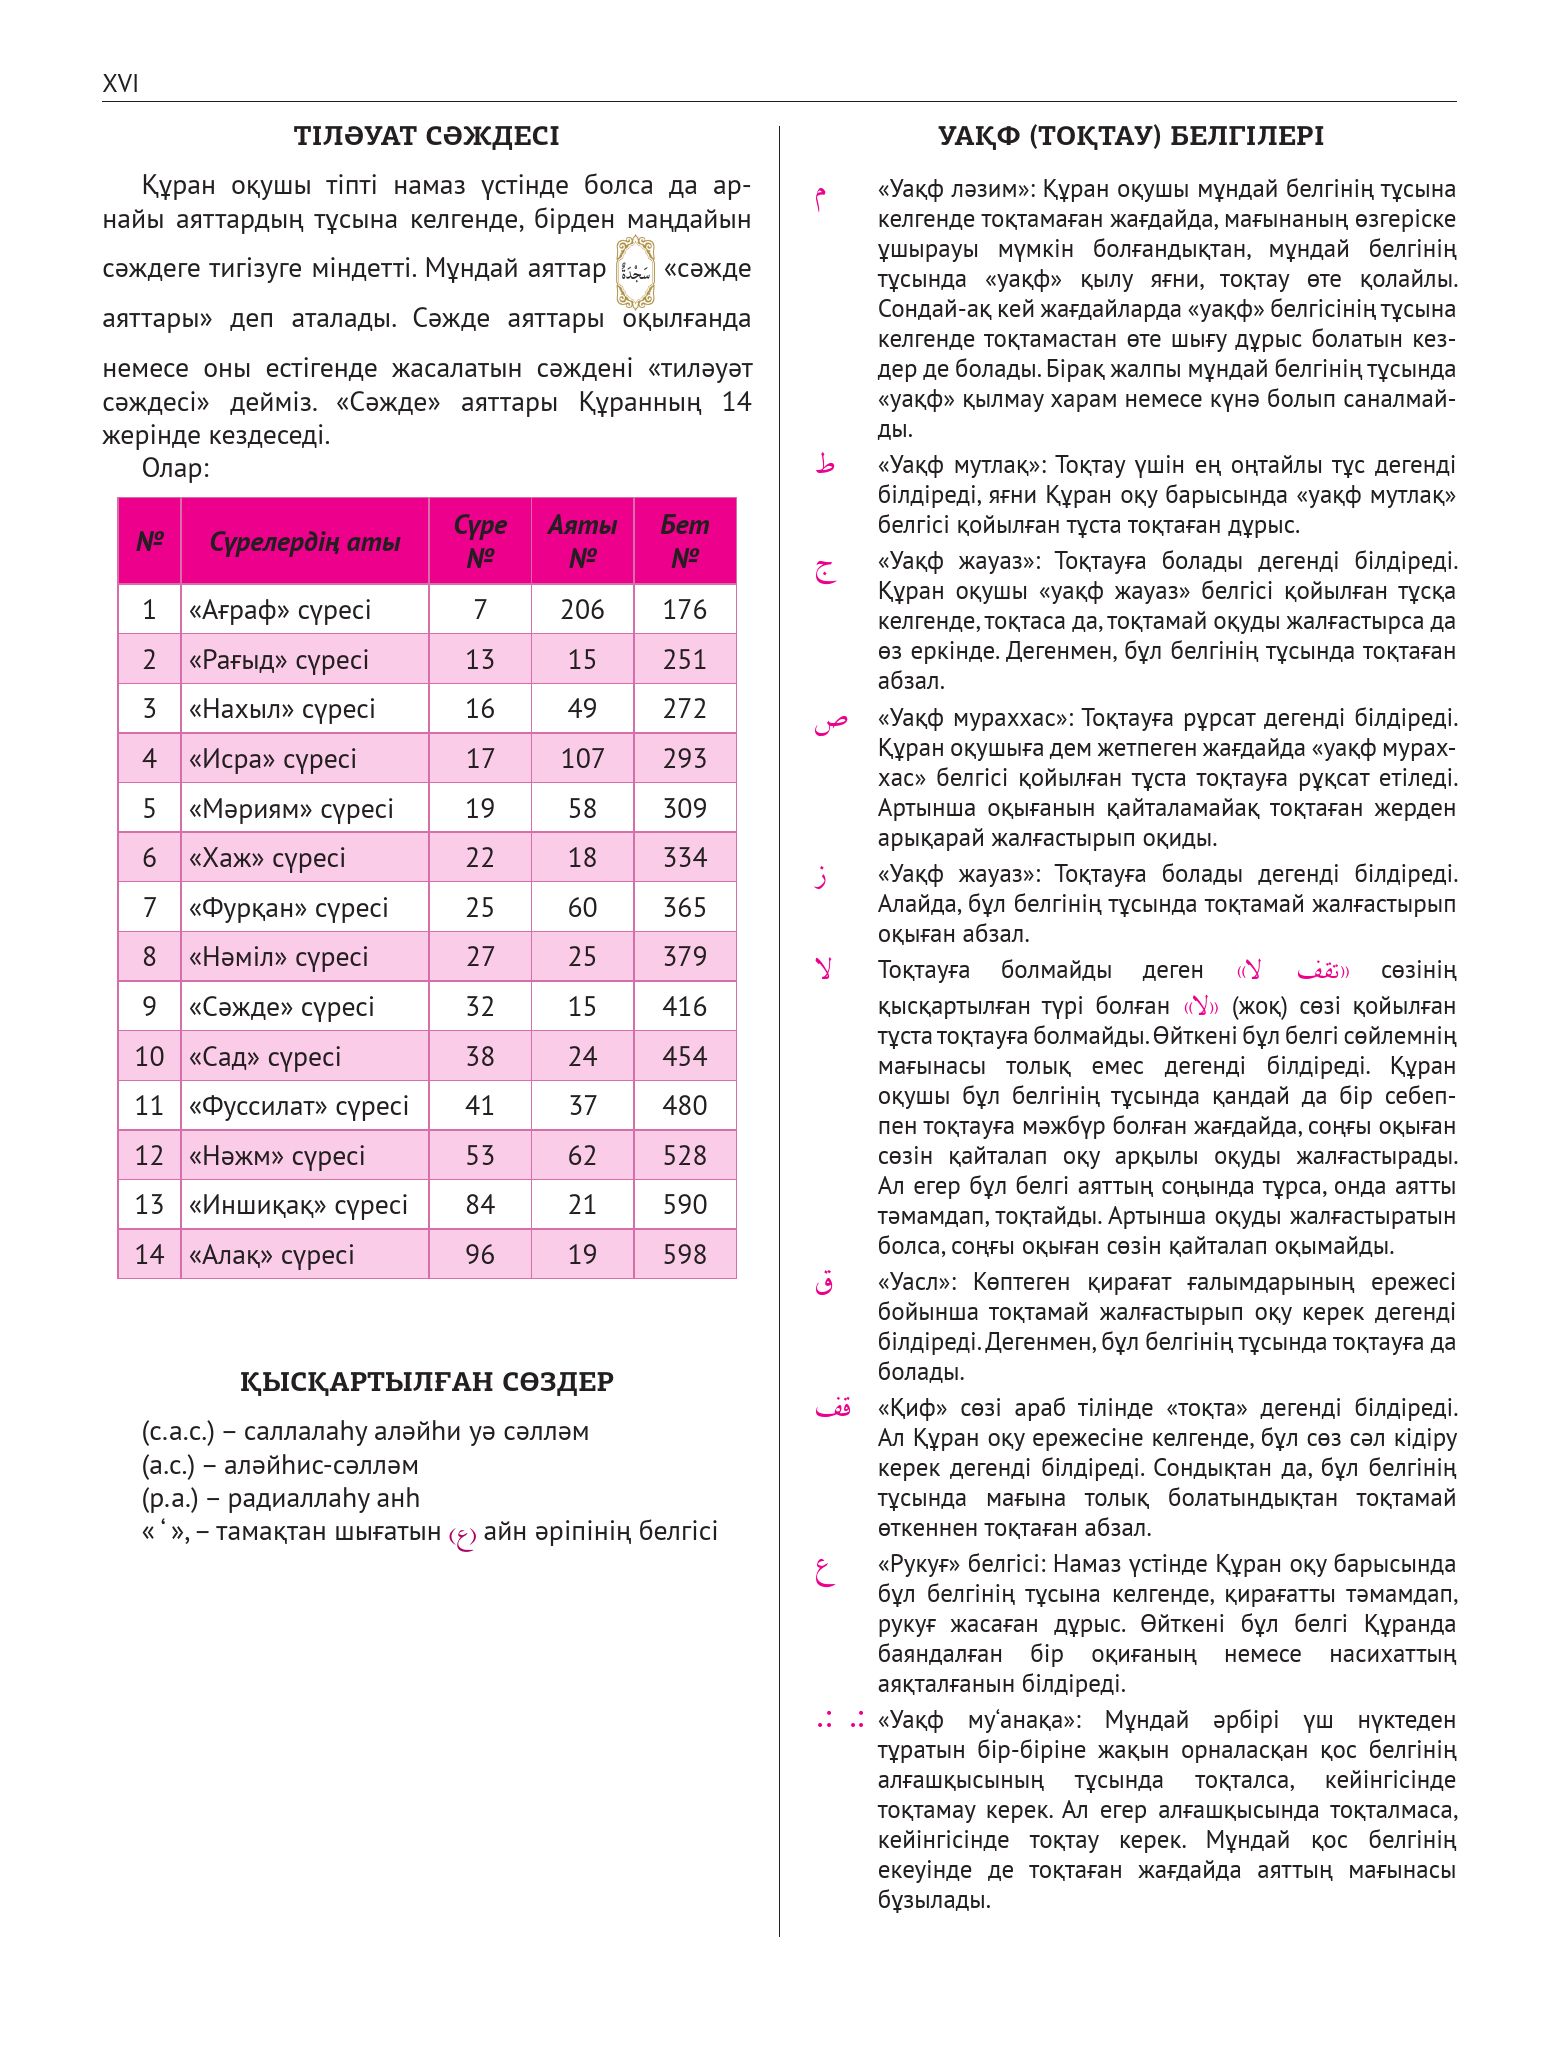 XVI
ТІЛӘУАТ СӘЖДЕСІ
Құран оқушы тіпті намаз үстінде болса да ар-
найы аяттардың тұсына келгенде, бірден маңдайын
сәждеге тигізуге міндетті. Мұндай аяттар سَجْدَةٌ «сәжде
аяттары» деп аталады. Сәжде аяттары оқылғанда
немесе оны естігенде жасалатын сәждені «тиләуәт
сәждесі» дейміз. «Сәжде» аяттары Құранның 14
жерінде кездеседі.
Олар:
№ Сүрелердің аты Сүре № Аяты № Бет №
1 «Ағраф» сүресі 7 206 176
2 «Рағыд» сүресі 13 15 251
3 «Нахыл» сүресі 16 49 272
4 «Исра» сүресі 17 107 293
5 «Мәриям» сүресі 19 58 309
6 «Хаж» сүресі 22 18 334
7 «Фурқан» сүресі 25 60 365
8 «Нәміл» сүресі 27 25 379
9 «Сәжде» сүресі 32 15 416
10 «Сад» сүресі 38 24 454
11 «Фуссилат» сүресі 41 37 480
12 «Нәжм» сүресі 53 62 528
13 «Иншиқақ» сүресі 84 21 590
14 «Алақ» сүресі 96 19 598
ҚЫСҚАРТЫЛҒАН СӨЗДЕР
(с.а.с.) – саллалаһу аләйһи уә сәлләм
(а.с.) – аләйһис-сәлләм
(р.а.) – радиаллаһу анһ
« ‘ », – тамақтан шығатын (ع) айн әріпінің белгісі
УАҚФ (ТОҚТАУ) БЕЛГІЛЕРІ
م «Уақф ләзим»: Құран оқушы мұндай белгінің тұсына
келгенде тоқтамаған жағдайда, мағынаның өзгеріске
ұшырауы мүмкін болғандықтан, мұндай белгінің
тұсында «уақф» қылу яғни, тоқтау өте қолайлы.
Сондай-ақ кей жағдайларда «уақф» белгісінің тұсына
келгенде тоқтамастан өте шығу дұрыс болатын кез-
дер де болады. Бірақ жалпы мұндай белгінің тұсында
«уақф» қылмау харам немесе күнә болып саналмай-
ды.
ط «Уақф мутлақ»: Тоқтау үшін ең оңтайлы тұс дегенді
білдіреді, яғни Құран оқу барысында «уақф мутлақ»
белгісі қойылған тұста тоқтаған дұрыс.
ج «Уақф жауаз»: Тоқтауға болады дегенді білдіреді.
Құран оқушы «уақф жауаз» белгісі қойылған тұсқа
келгенде, тоқтаса да, тоқтамай оқуды жалғастырса да
өз еркінде. Дегенмен, бұл белгінің тұсында тоқтаған
абзал.
ص «Уақф мураххас»: Тоқтауға рұрсат дегенді білдіреді.
Құран оқушыға дем жетпеген жағдайда «уақф мурах-
хас» белгісі қойылған тұста тоқтауға рұқсат етіледі.
Артынша оқығанын қайталамайақ тоқтаған жерден
арықарай жалғастырып оқиды.
ز «Уақф жауаз»: Тоқтауға болады дегенді білдіреді.
Алайда, бұл белгінің тұсында тоқтамай жалғастырып
оқыған абзал.
لا Тоқтауға болмайды деген ((لا تقف)) сөзінің
қысқартылған түрі болған ((لا)) (жоқ) сөзі қойылған
тұста тоқтауға болмайды. Өйткені бұл белгі сөйлемнің
мағынасы толық емес дегенді білдіреді. Құран
оқушы бұл белгінің тұсында қандай да бір себеп-
пен тоқтауға мәжбүр болған жағдайда, соңғы оқыған
сөзін қайталап оқу арқылы оқуды жалғастырады.
Ал егер бұл белгі аяттың соңында тұрса, онда аятты
тәмамдап, тоқтайды. Артынша оқуды жалғастыратын
болса, соңғы оқыған сөзін қайталап оқымайды.
ق «Уасл»: Көптеген қирағат ғалымдарының ережесі
бойынша тоқтамай жалғастырып оқу керек дегенді
білдіреді. Дегенмен, бұл белгінің тұсында тоқтауға да
болады.
قف «Қиф» сөзі араб тілінде «тоқта» дегенді білдіреді.
Ал Құран оқу ережесіне келгенде, бұл сөз сәл кідіру
керек дегенді білдіреді. Сондықтан да, бұл белгінің
тұсында мағына толық болатындықтан тоқтамай
өткеннен тоқтаған абзал.
ع «Рукуғ» белгісі: Намаз үстінде Құран оқу барысында
бұл белгінің тұсына келгенде, қирағатты тәмамдап,
рукуғ жасаған дұрыс. Өйткені бұл белгі Құранда
баяндалған бір оқиғаның немесе насихаттың
аяқталғанын білдіреді.
.: .: «Уақф му‘анақа»: Мұндай әрбірі үш нүктеден
тұратын бір-біріне жақын орналасқан қос белгінің
алғашқысының тұсында тоқталса, кейінгісінде
тоқтамау керек. Ал егер алғашқысында тоқталмаса,
кейінгісінде тоқтау керек. Мұндай қос белгінің
екеуінде де тоқтаған жағдайда аяттың мағынасы
бұзылады.